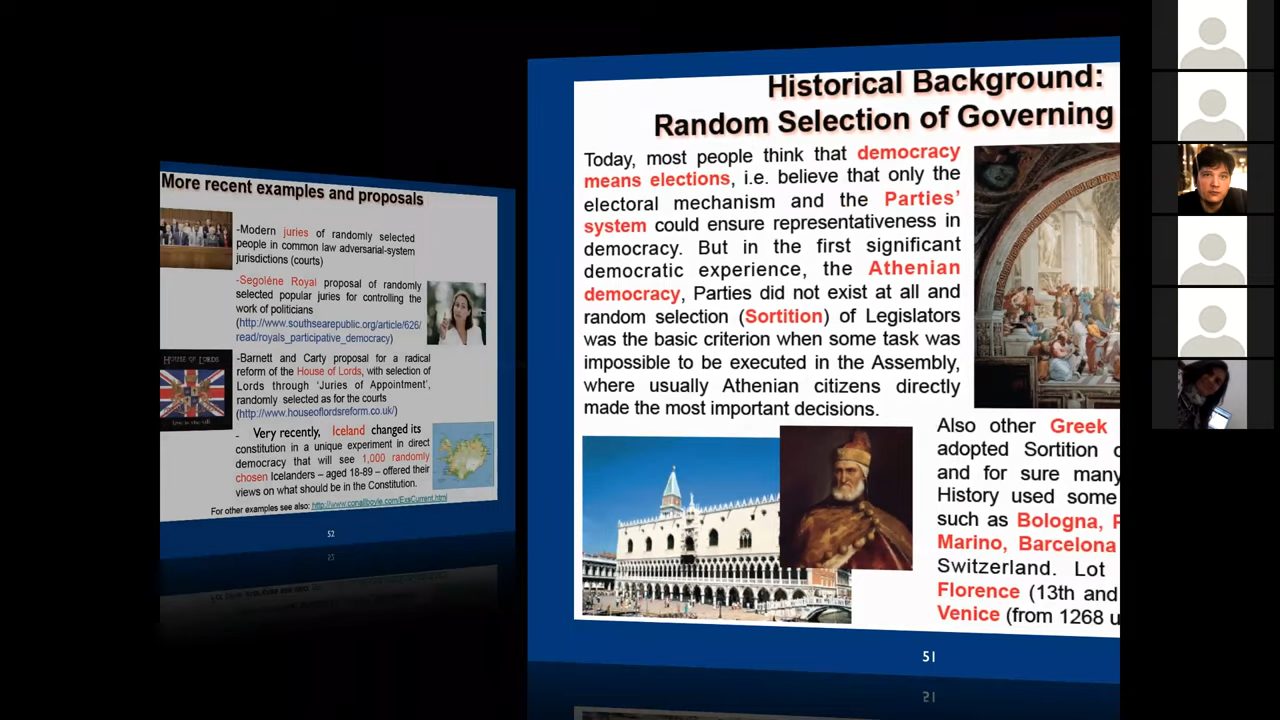 More recent examples and proposals
-Modern juries of randomly selected
people in common law adversarial-system
jurisdictions (courts)
-Segolène Royal proposal of randomly
selected popular juries for controlling the
work of politicians
(http://www.southsearepublic.org/article/626/
read/royals_participative_democracy)
HOUSE OF LORDS
-Barnett and Carty proposal for a radical
reform of the House of Lords, with selection of
Lords through ‘Juries of Appointment’,
randomly selected as for the courts
(http://www.houseoflordsreform.co.uk/)
- Very recently, Iceland changed its
constitution in a unique experiment in direct
democracy that will see 1,000 randomly
chosen Icelanders – aged 18-89 – offered their
views on what should be in the Constitution.
For other examples see also: http://www.conallboyle.com/ExsCurrent.html
52
Historical Background:
Random Selection of Governing
Today, most people think that democracy
means elections, i.e. believe that only the
electoral mechanism and the Parties’
system could ensure representativeness in
democracy. But in the first significant
democratic experience, the Athenian
democracy, Parties did not exist at all and
random selection (Sortition) of Legislators
was the basic criterion when some task was
impossible to be executed in the Assembly,
where usually Athenian citizens directly
made the most important decisions.
Also other Greek
adopted Sortition
and for sure many
History used some
such as Bologna,
Marino, Barcelona
Switzerland. Lot
Florence (13th and
Venice (from 1268
51